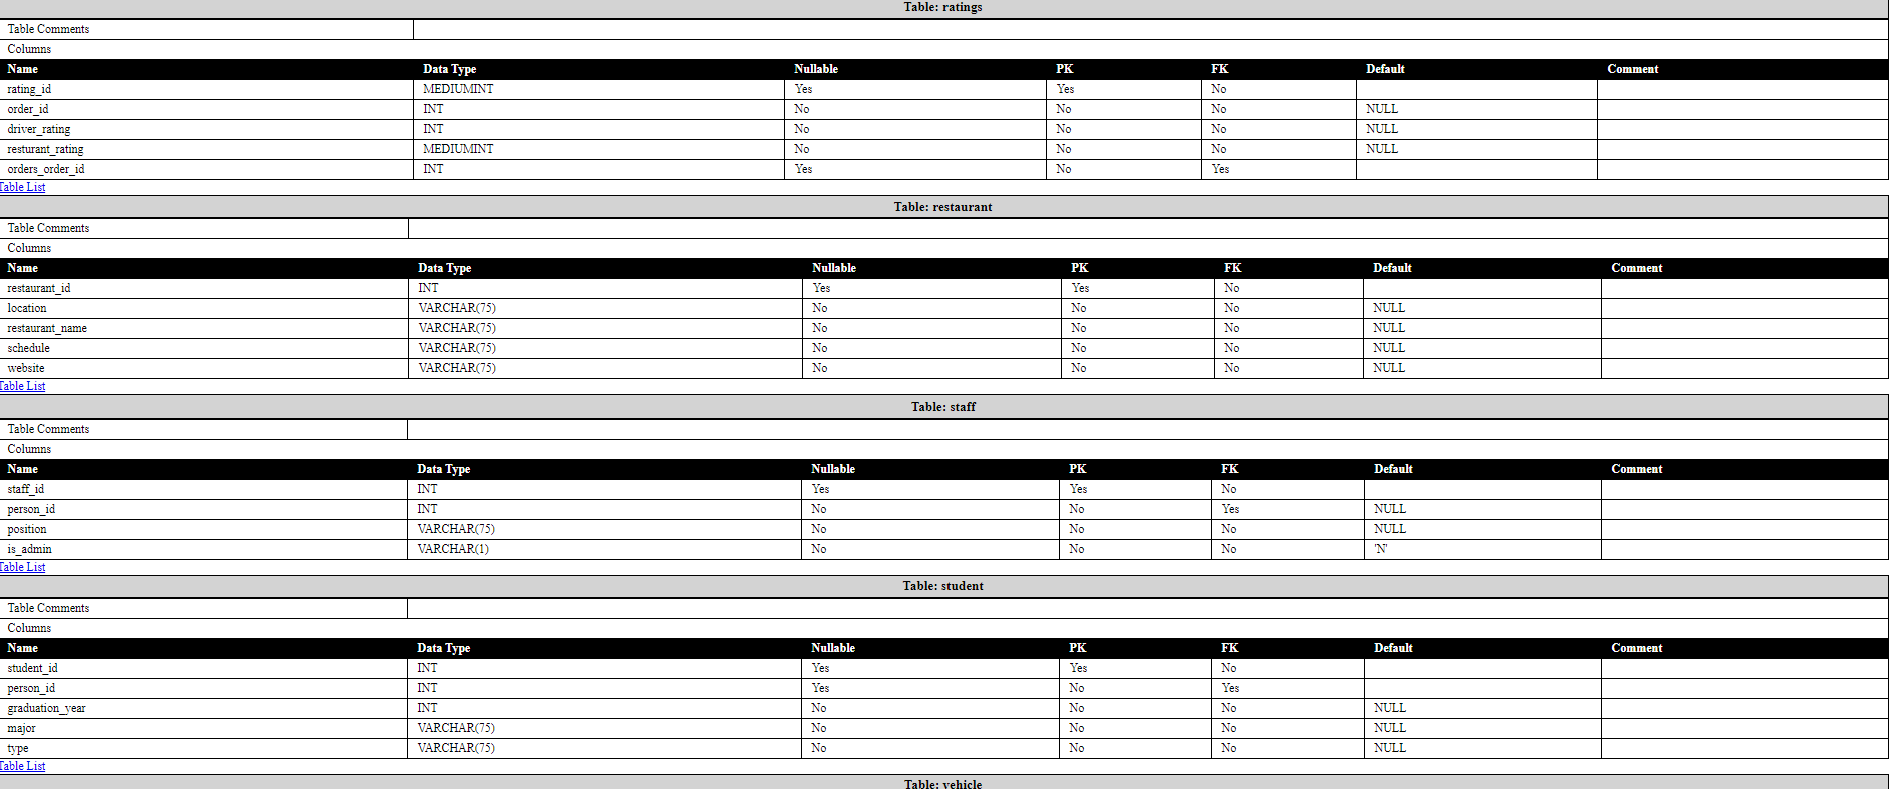 Table: ratings
Table Comments
Columns
Name Data Type Nullable PK FK Default Comment
rating_id MEDIUMINT Yes Yes No
order_id INT No No No NULL
driver_rating INT No No No NULL
resturant_rating MEDIUMINT No No No NULL
orders_order_id INT Yes No Yes
Table List
Table: restaurant
Table Comments
Columns
Name Data Type Nullable PK FK Default Comment
restaurant_id INT Yes Yes No
location VARCHAR(75) No No No NULL
restaurant_name VARCHAR(75) No No No NULL
schedule VARCHAR(75) No No No NULL
website VARCHAR(75) No No No NULL
Table List
Table: staff
Table Comments
Columns
Name Data Type Nullable PK FK Default Comment
staff_id INT Yes Yes No
person_id INT No No Yes NULL
position VARCHAR(75) No No No NULL
is_admin VARCHAR(1) No No No 'N'
Table List
Table: student
Table Comments
Columns
Name Data Type Nullable PK FK Default Comment
student_id INT Yes Yes No
person_id INT Yes No Yes
graduation_year INT No No No NULL
major VARCHAR(75) No No No NULL
type VARCHAR(75) No No No NULL
Table List
Table: vehicle